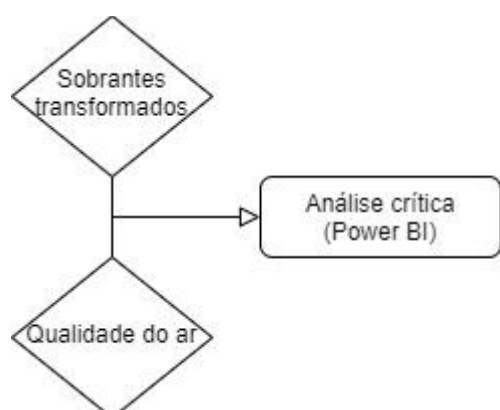 Sobrantes
transformados
Análise crítica
(Power BI)
Qualidade do ar